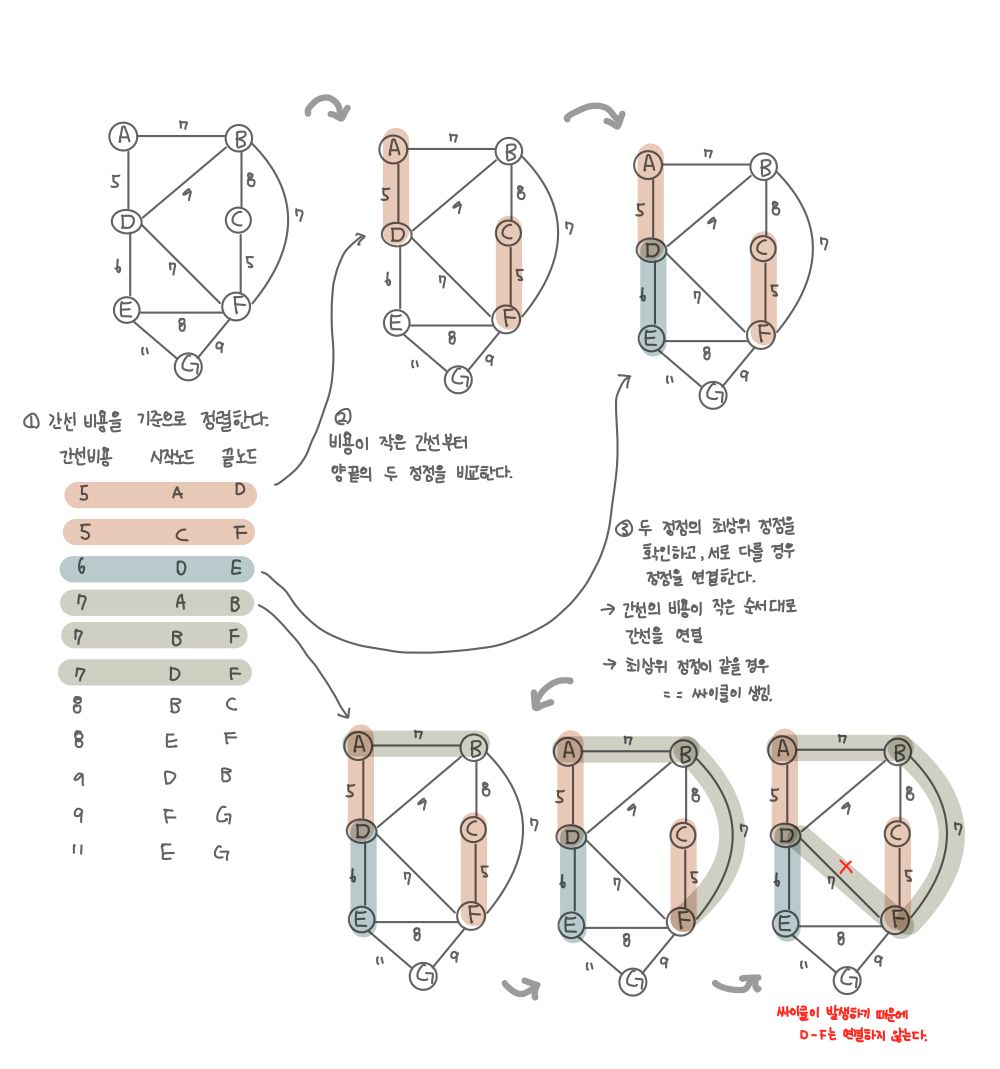 A 7 B
5 9 8 7
D C
6 7 5
E 8 F
11 9
G
A 7 B
5 9 8 7
D C
6 7 5
E 8 F
11 9
G
A 7 B
5 9 8 7
D C
6 7 5
E 8 F
11 9
G
① 간선 비용을 기준으로 정렬한다.
간선비용 시작노드 끝노드
5 A D
5 C F
6 D E
7 A B
7 B F
7 D F
8 B C
8 E F
9 D B
9 F G
11 E G
②
비용이 작은 간선부터
양끝의 두 정점을 비교한다.
③ 두 정점의 최상위 정점을
확인하고, 서로 다를 경우
정점을 연결한다.
→ 간선의 비용이 작은 순서대로
간선을 연결
→ 최상위 정점이 같을 경우
== 싸이클이 생김.
A 7 B
5 9 8 7
D C
6 7 5
E 8 F
11 9
G
A 7 B
5 9 8 7
D C
6 7 5
E 8 F
11 9
G
A 7 B
5 9 8 7
D C
6 7 5
E 8 F
11 9
G
싸이클이 발생하기 때문에
D-F는 연결하지 않는다.